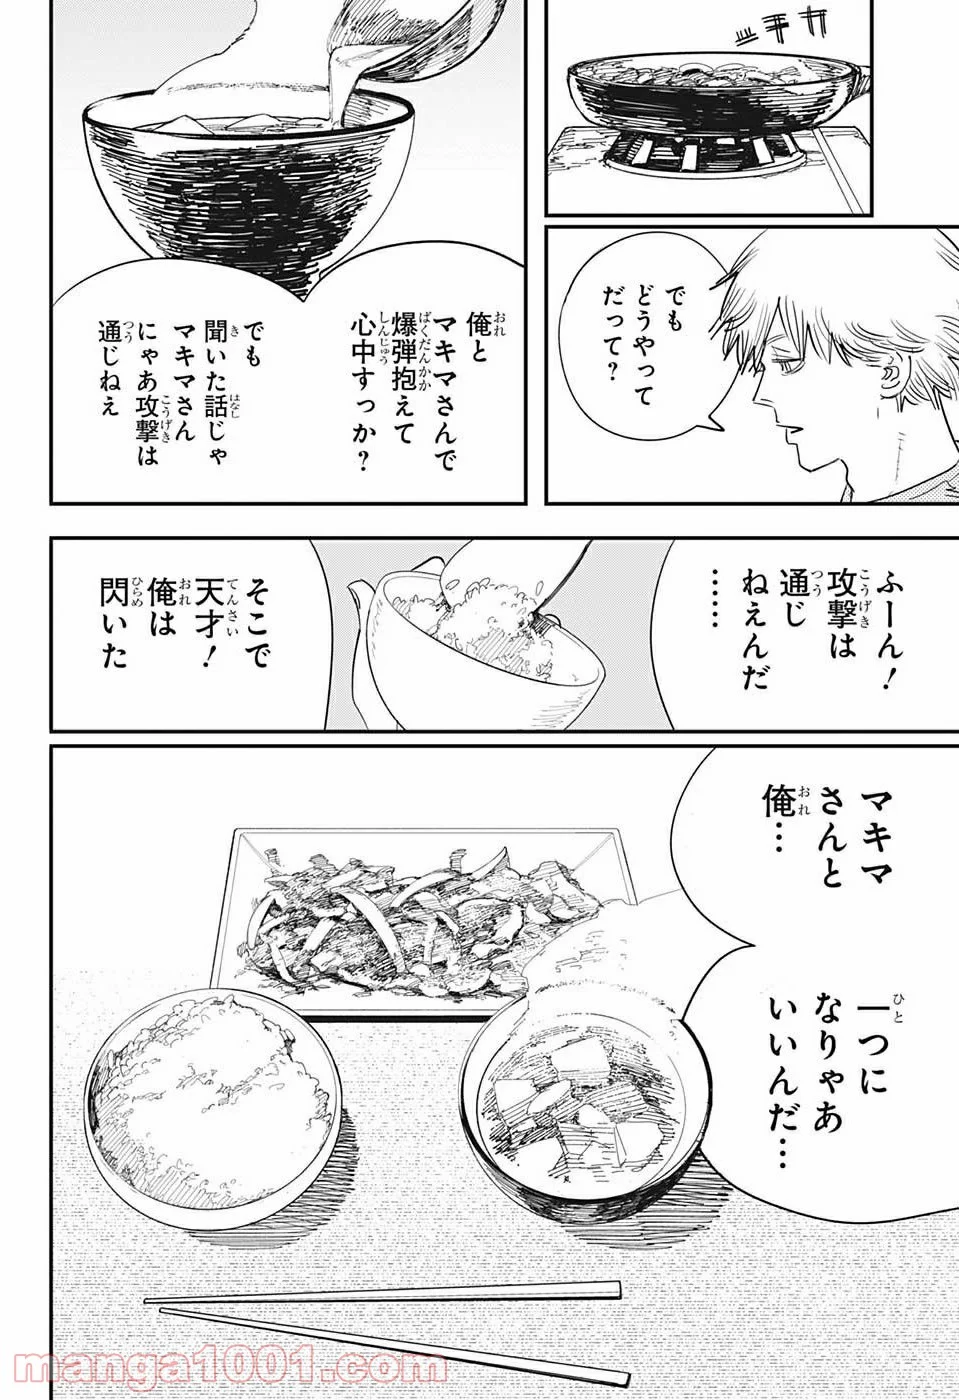 でも
どうやって
だって？
俺と
マキマさんで
爆弾抱えて
心中すっか？
でも
聞いた話じゃ
マキマさん
にゃあ攻撃は
通じねえ
ふーん！
攻撃は
通じ
ねえんだ
……
そこで
天才！
俺は
閃いた
マキマ
さんと
俺…
一つに
なりゃあ
いいんだ…
manga1001.com